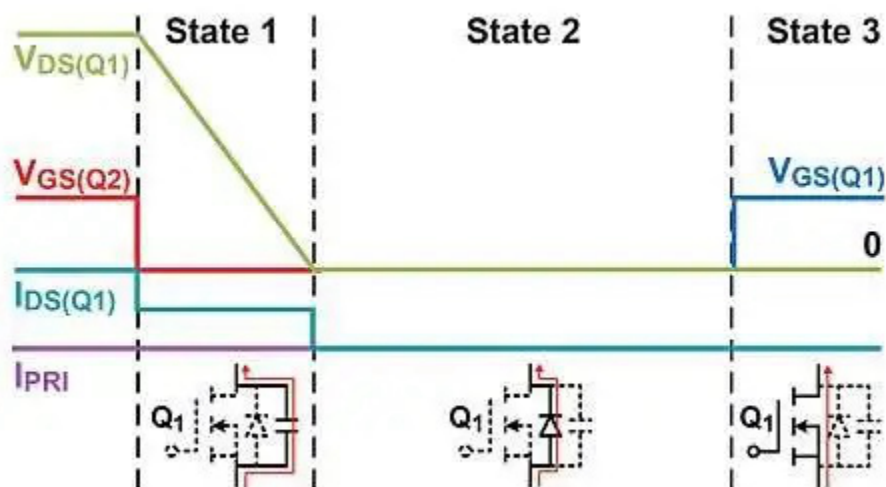 State 1
State 2
State 3
VDS(Q1)
VGS(Q2)
VGS(Q1)
0
IDS(Q1)
IPRI
Q1
Q1
Q1